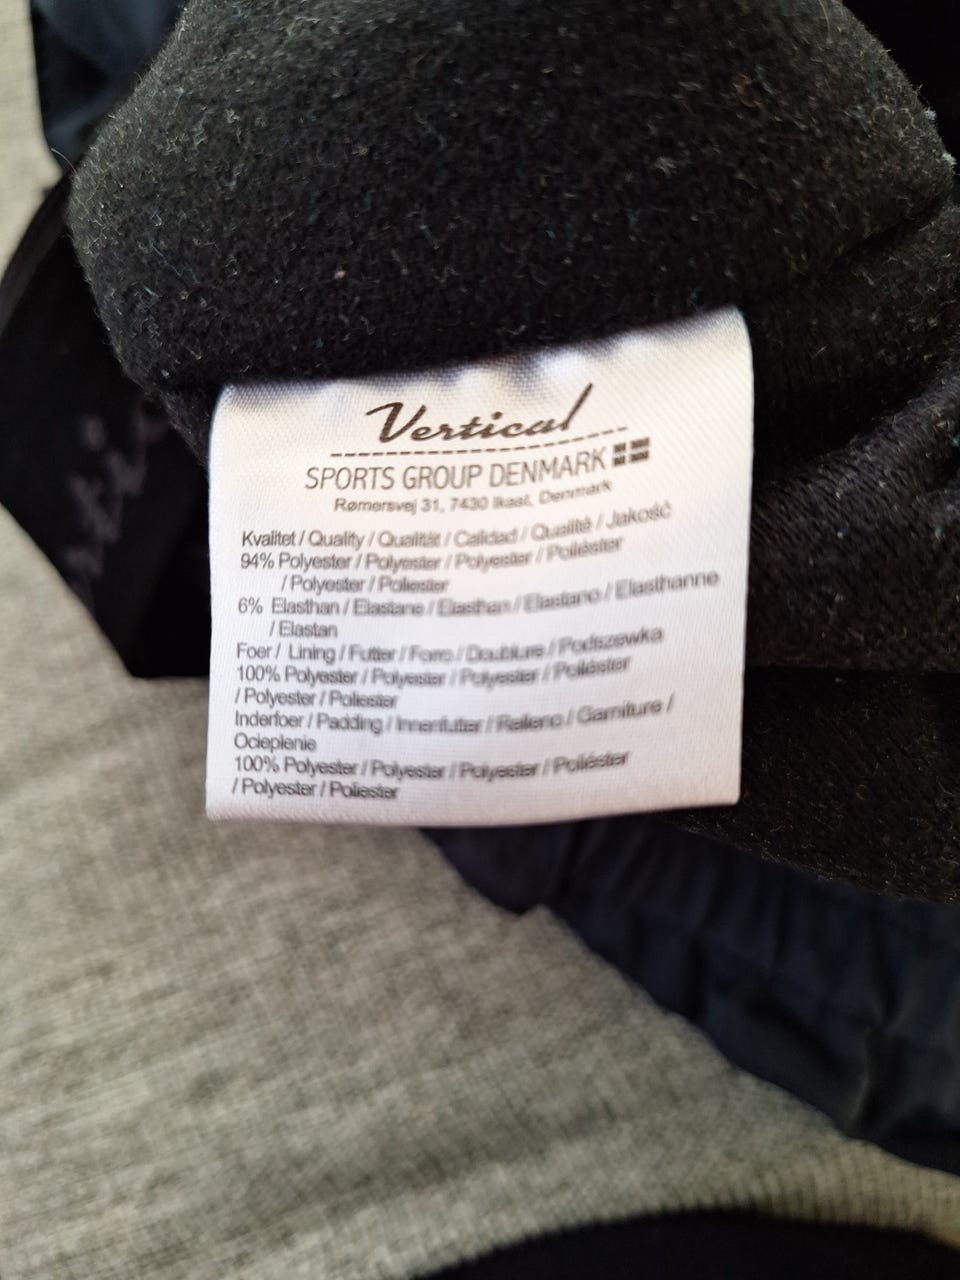 Vertical
SPORTS GROUP DENMARK
Rømersvej 31, 7430 Ikast, Denmark
Kvalitet / Quality / Qualität / Calidad / Qualité / Jakość
94% Polyester / Polyester / Polyester / Poliéster
/ Polyester / Poliester
6% Elasthan / Elastane / Elasthan / Elastano / Elasthanne
/ Elastan
Foer / Lining / Futter / Forro / Doublure / Podszewka
100% Polyester / Polyester / Polyester / Poliéster
/ Polyester / Poliester
Inderfoer / Padding / Innenfutter / Relleno / Garniture /
Ocieplenie
100% Polyester / Polyester / Polyester / Poliéster
/ Polyester / Poliester